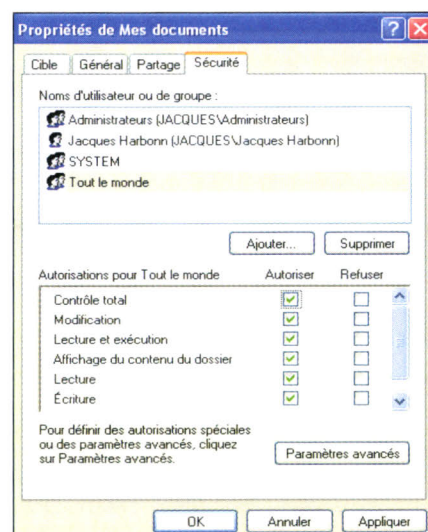 Propriétés de Mes documents
Cible Général Partage Sécurité
Noms d'utilisateur ou de groupe :
Administrateurs (JACQUES\Administrateurs)
Jacques Harbonn (JACQUES\Jacques Harbonn)
SYSTEM
Tout le monde
Ajouter... Supprimer
Autorisations pour Tout le monde Autoriser Refuser
Contrôle total
Modification
Lecture et exécution
Affichage du contenu du dossier
Lecture
Écriture
Pour définir des autorisations spéciales
ou des paramètres avancés, cliquez
sur Paramètres avancés.
Paramètres avancés
OK Annuler Appliquer